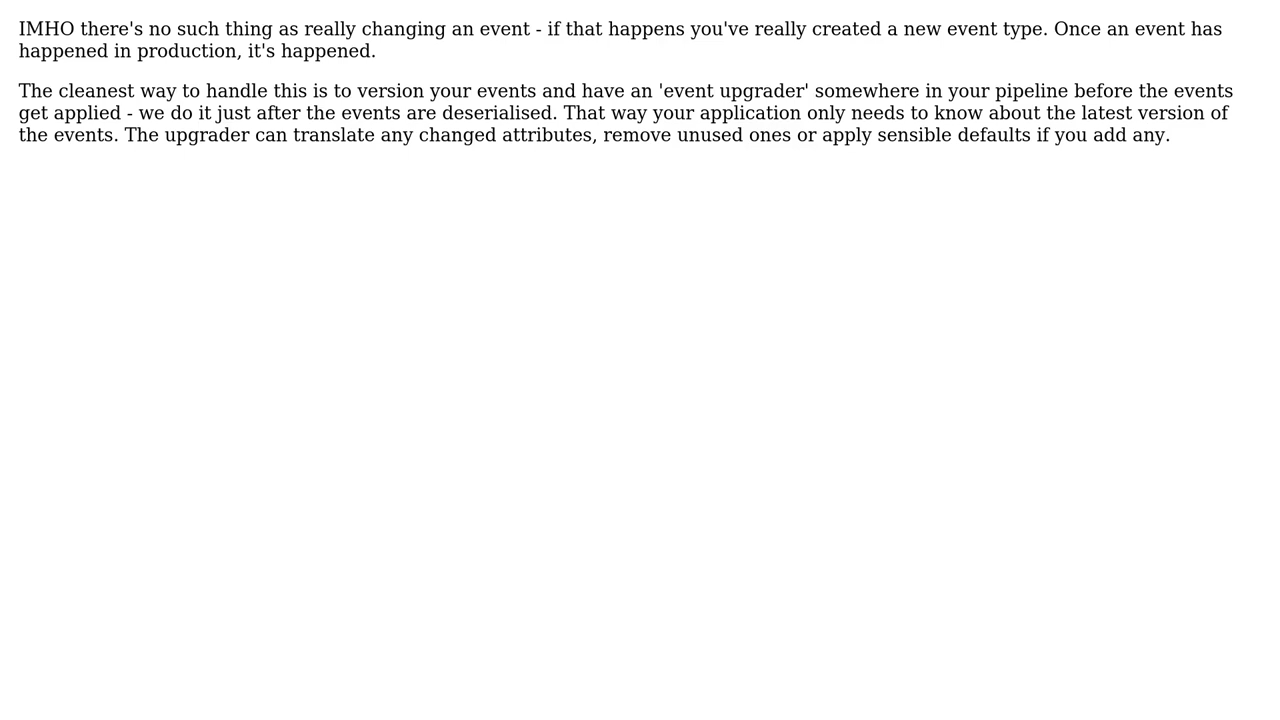 IMHO there's no such thing as really changing an event - if that happens you've really created a new event type. Once an event has
happened in production, it's happened.
The cleanest way to handle this is to version your events and have an 'event upgrader' somewhere in your pipeline before the events
get applied - we do it just after the events are deserialised. That way your application only needs to know about the latest version of
the events. The upgrader can translate any changed attributes, remove unused ones or apply sensible defaults if you add any.